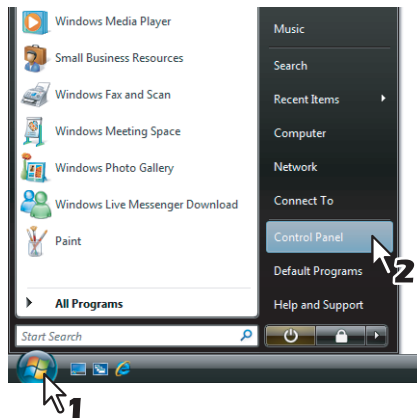 Windows Media Player
Small Business Resources
Windows Fax and Scan
Windows Meeting Space
Windows Photo Gallery
Windows Live Messenger Download
Paint
All Programs
Start Search
Music
Search
Recent Items
Computer
Network
Connect To
Control Panel
2
Default Programs
Help and Support
1